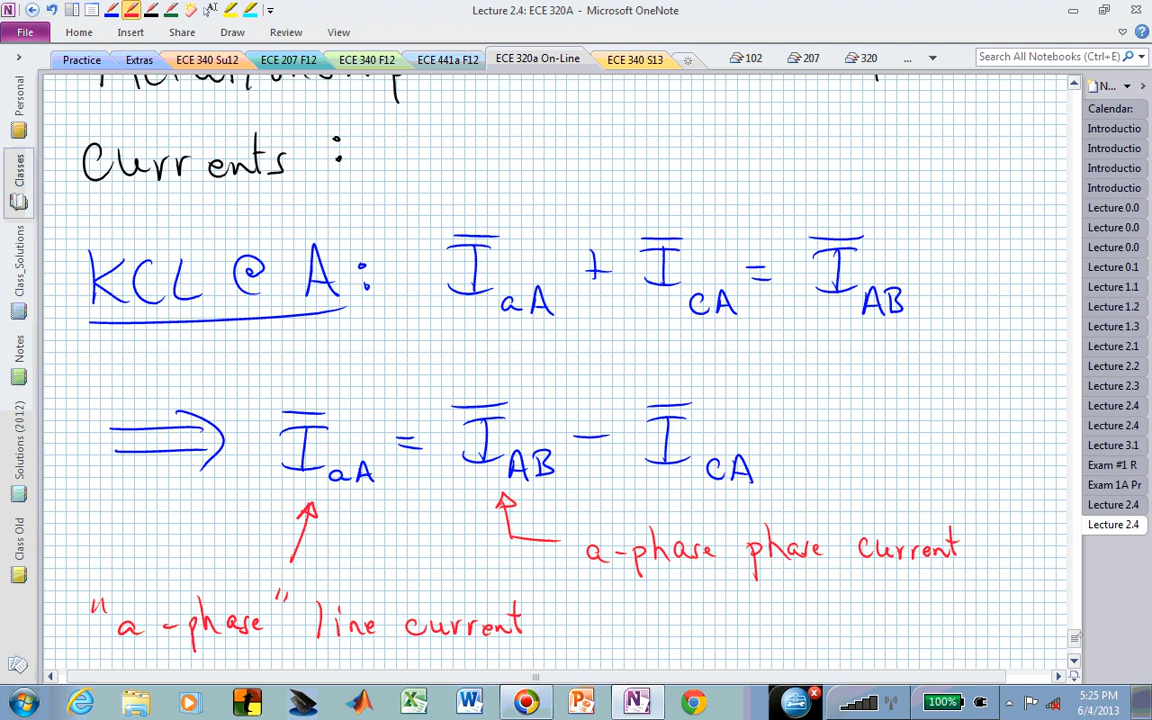 Lecture 2.4: ECE 320A - Microsoft OneNote
File Home Insert Share Draw Review View
Practice Extras ECE 340 Su12 ECE 207 F12 ECE 340 F12 ECE 441a F12 ECE 320a On-Line ECE 340 S13 102 207 320 ... Search All Notebooks (Ctrl+E)
Currents :
KCL @ A: I̅aA + I̅CA = I̅AB
⟹ I̅aA = I̅AB − I̅CA
a-phase phase current
"a-phase" line current
Personal
Classes
Class_Solutions
Notes
Solutions (2012)
Class Old
N...
Calendar:
Introductio
Introductio
Introductio
Introductio
Lecture 0.0
Lecture 0.0
Lecture 0.0
Lecture 0.1
Lecture 1.1
Lecture 1.2
Lecture 1.3
Lecture 2.1
Lecture 2.2
Lecture 2.3
Lecture 2.4
Lecture 2.4
Lecture 3.1
Exam #1 R
Exam 1A Pr
Lecture 2.4
Lecture 2.4
100%
5:25 PM
6/4/2013